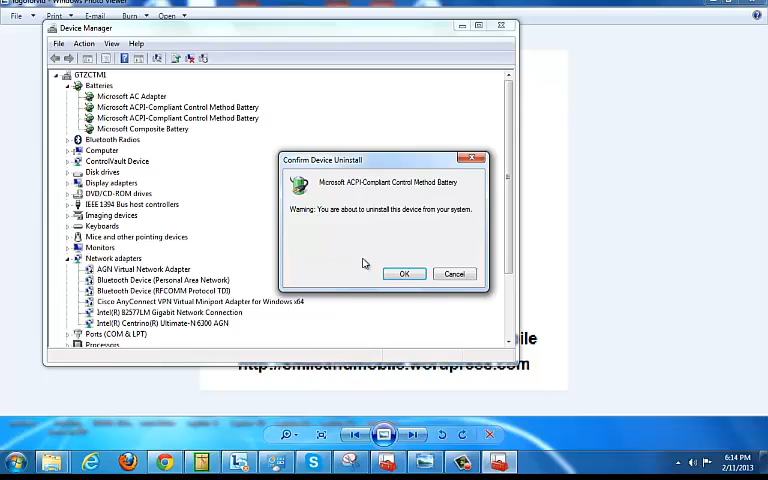 Windows Photo Viewer
File Print E-mail Burn Open
Device Manager
File Action View Help
GTZCTM1
Batteries
Microsoft AC Adapter
Microsoft ACPI-Compliant Control Method Battery
Microsoft ACPI-Compliant Control Method Battery
Microsoft Composite Battery
Bluetooth Radios
Computer
ControlVault Device
Disk drives
Display adapters
DVD/CD-ROM drives
IEEE 1394 Bus host controllers
Imaging devices
Keyboards
Mice and other pointing devices
Monitors
Network adapters
AGN Virtual Network Adapter
Bluetooth Device (Personal Area Network)
Bluetooth Device (RFCOMM Protocol TDI)
Cisco AnyConnect VPN Virtual Miniport Adapter for Windows x64
Intel(R) 82577LM Gigabit Network Connection
Intel(R) Centrino(R) Ultimate-N 6300 AGN
Ports (COM & LPT)
Processors
Confirm Device Uninstall
Microsoft ACPI-Compliant Control Method Battery
Warning: You are about to uninstall this device from your system.
OK Cancel
6:14 PM
2/11/2013